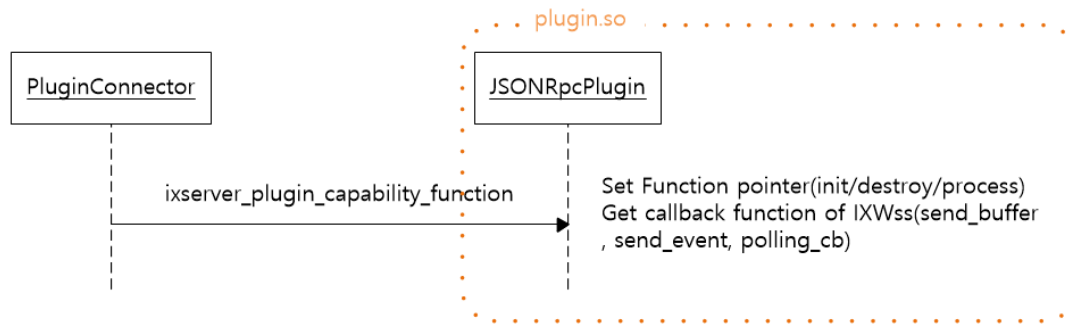 plugin.so
PluginConnector
JSONRpcPlugin
ixserver_plugin_capability_function
Set Function pointer(init/destroy/process)
Get callback function of IXWss(send_buffer
, send_event, polling_cb)